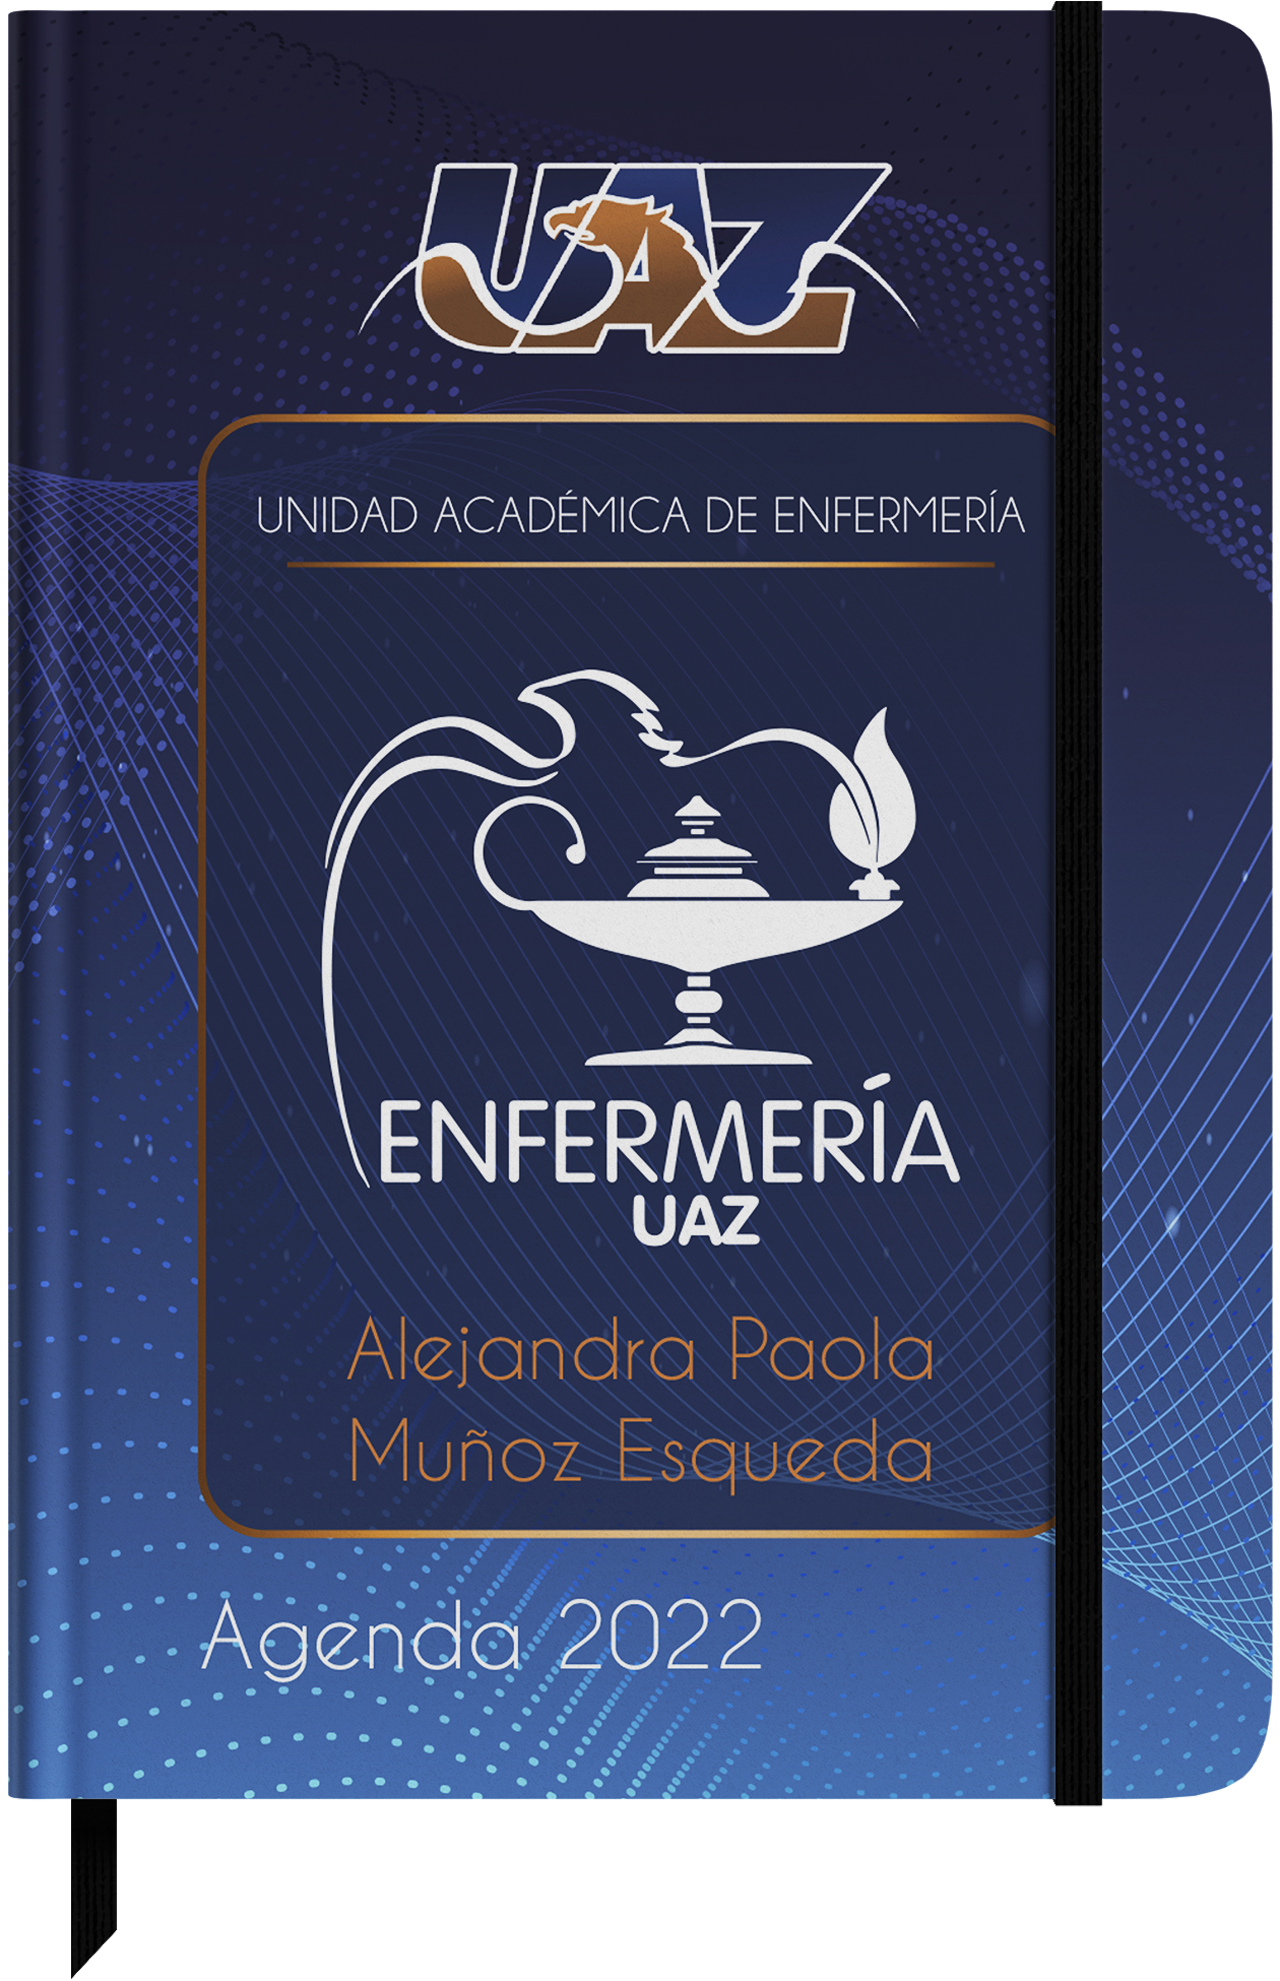 UAZ
UNIDAD ACADÉMICA DE ENFERMERÍA
ENFERMERÍA
UAZ
Alejandra Paola
Muñoz Esqueda
Agenda 2022